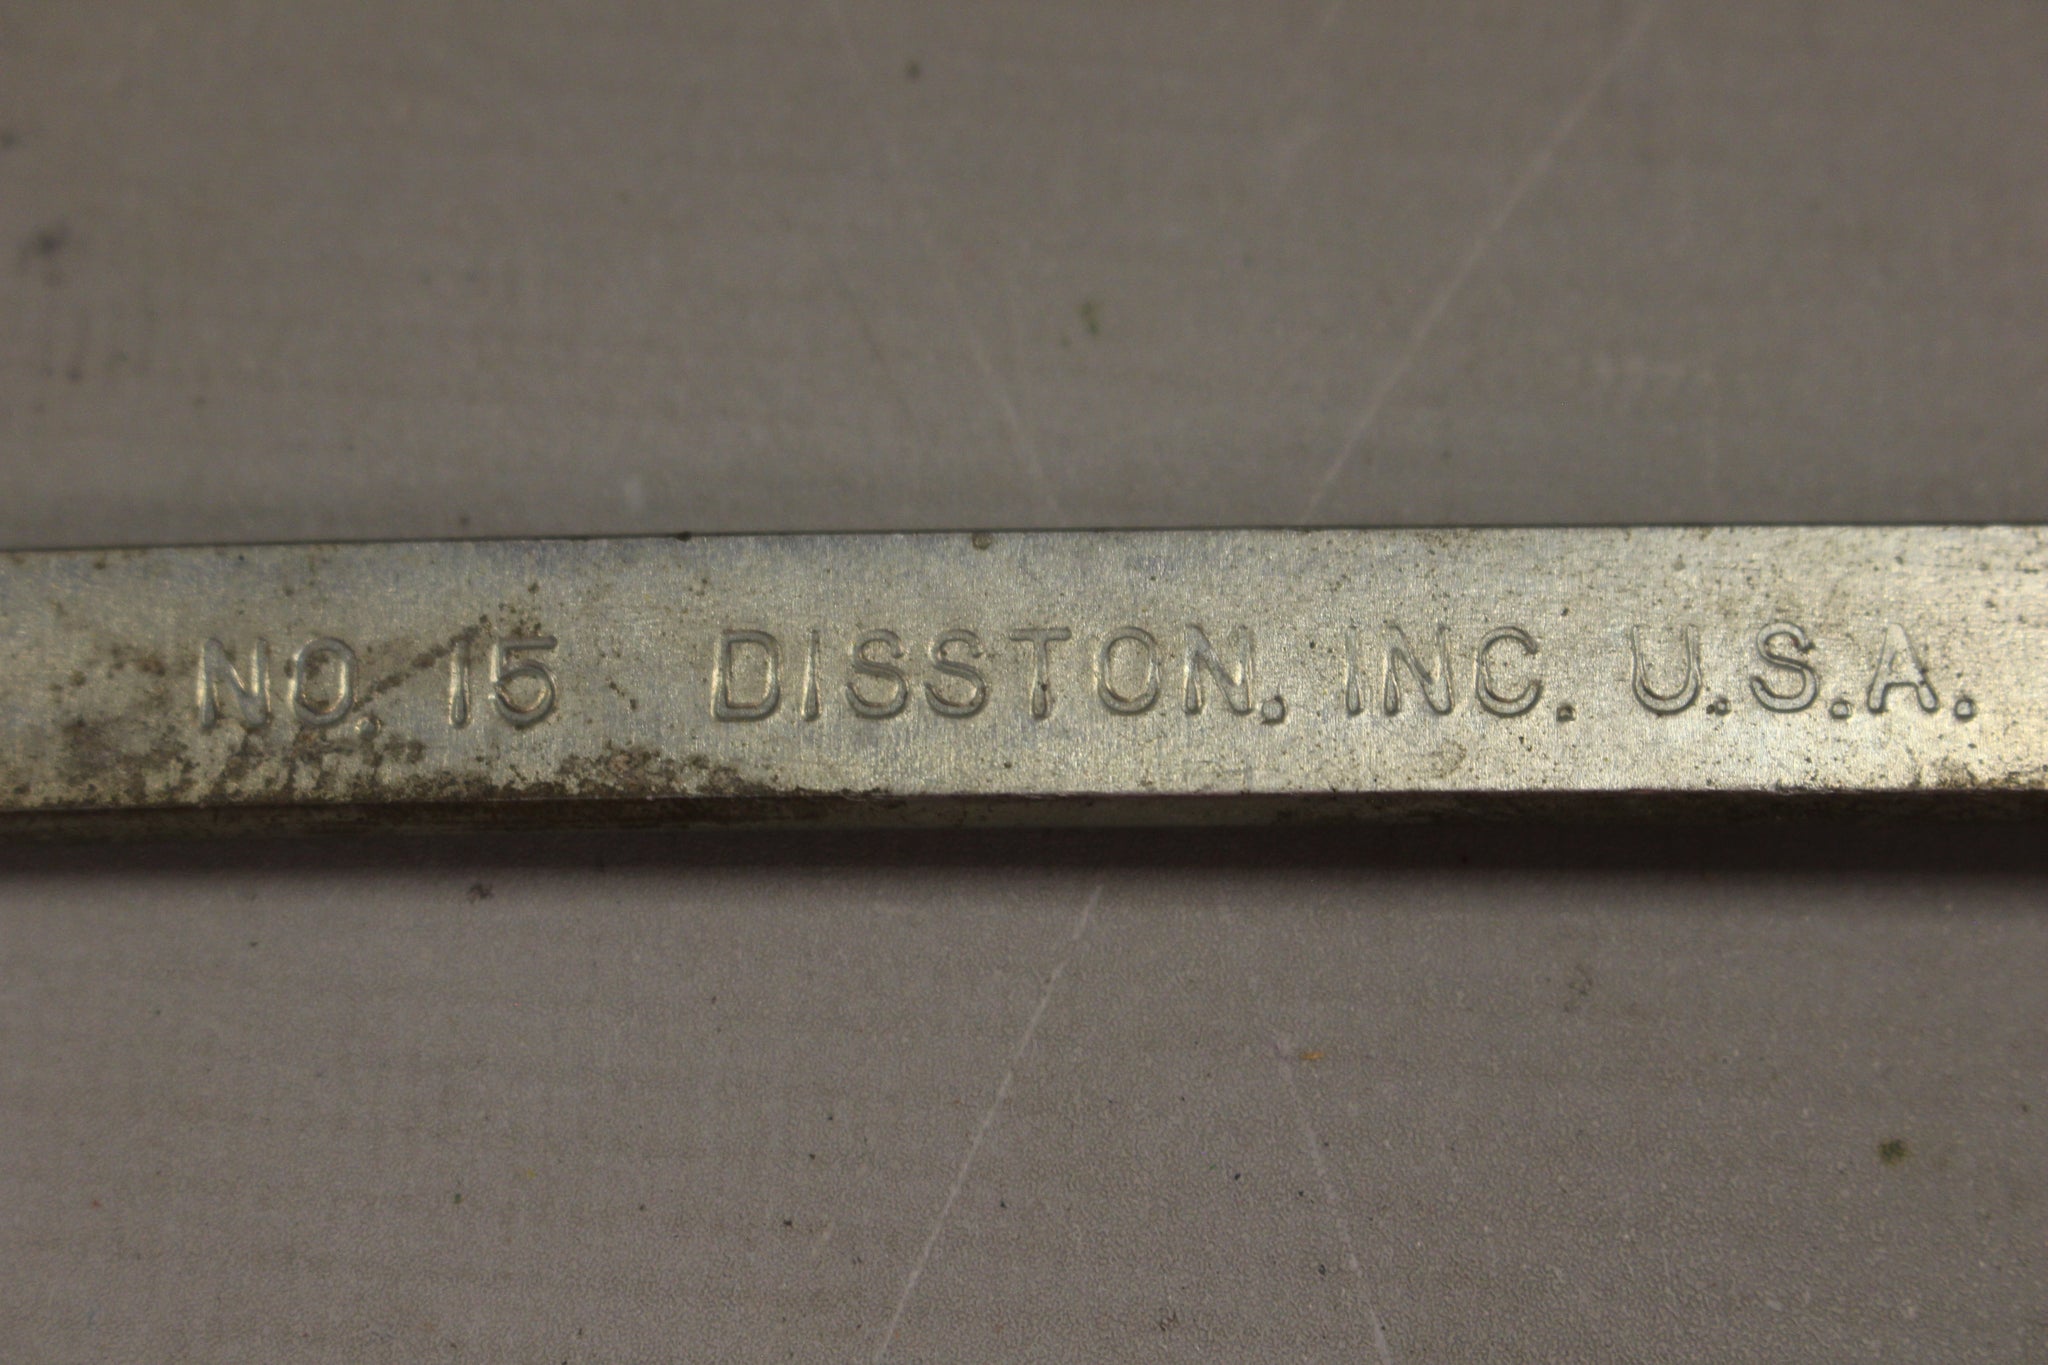 NO. 15 DISSTON, INC. U.S.A.